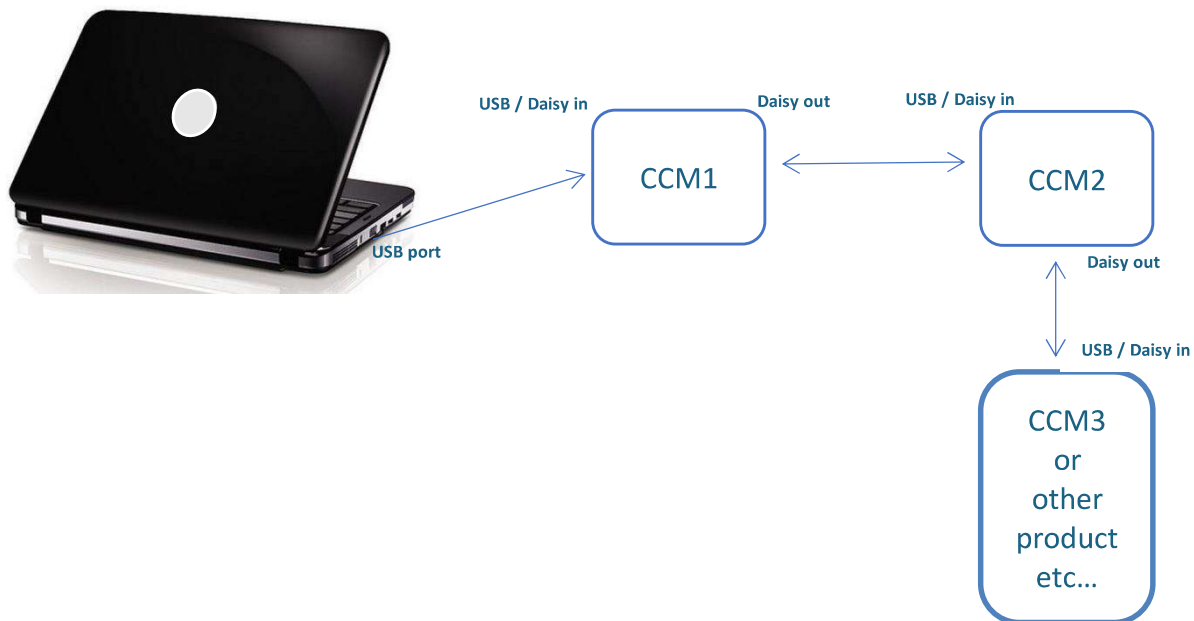 USB / Daisy in
Daisy out
USB / Daisy in
CCM1
CCM2
USB port
Daisy out
USB / Daisy in
CCM3
or
other
product
etc...